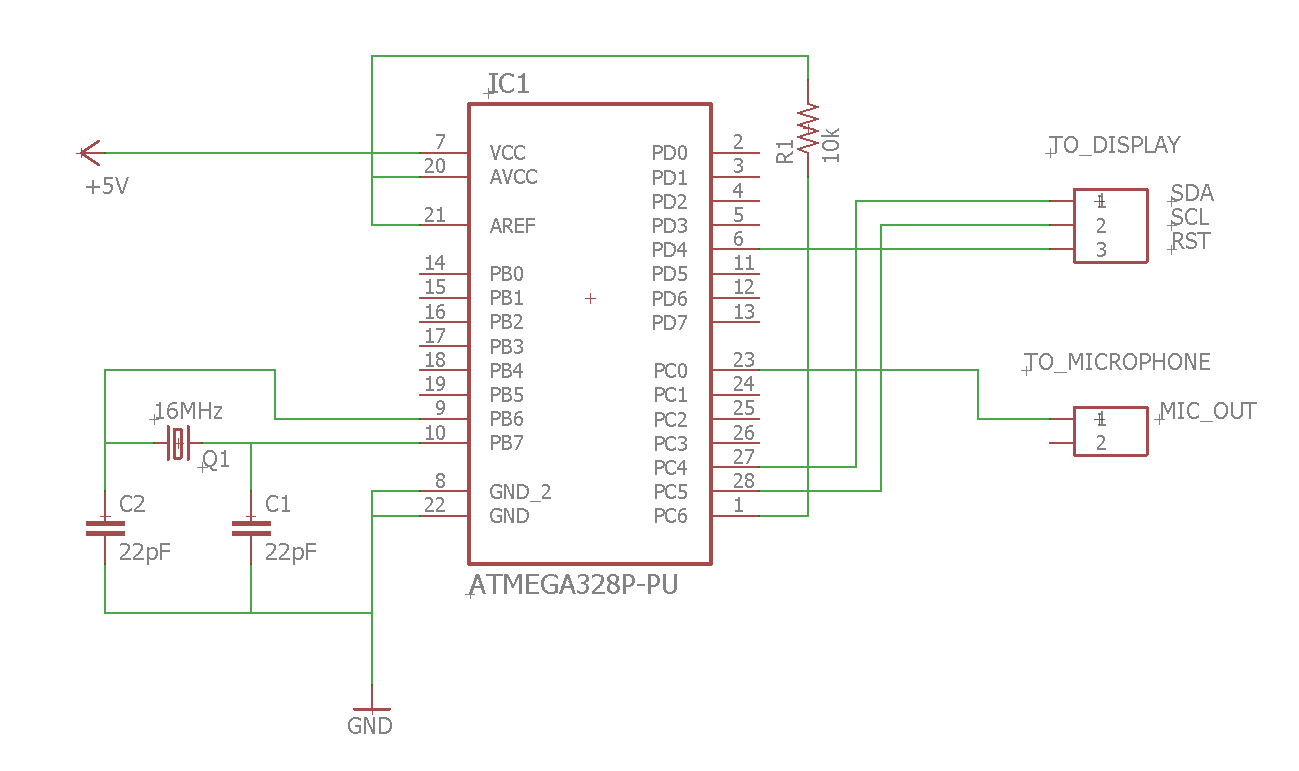 IC1
7 VCC PD0 2
20 AVCC PD1 3
PD2 4
21 AREF PD3 5
PD4 6
14 PB0 PD5 11
15 PB1 PD6 12
16 PB2 PD7 13
17 PB3
18 PB4 PC0 23
19 PB5 PC1 24
9 PB6 PC2 25
10 PB7 PC3 26
PC4 27
8 GND_2 PC5 28
22 GND PC6 1
ATMEGA328P-PU
+5V
R1
10k
TO_DISPLAY
1 SDA
2 SCL
3 RST
TO_MICROPHONE
1 MIC_OUT
2
16MHz
Q1
C2
22pF
C1
22pF
GND